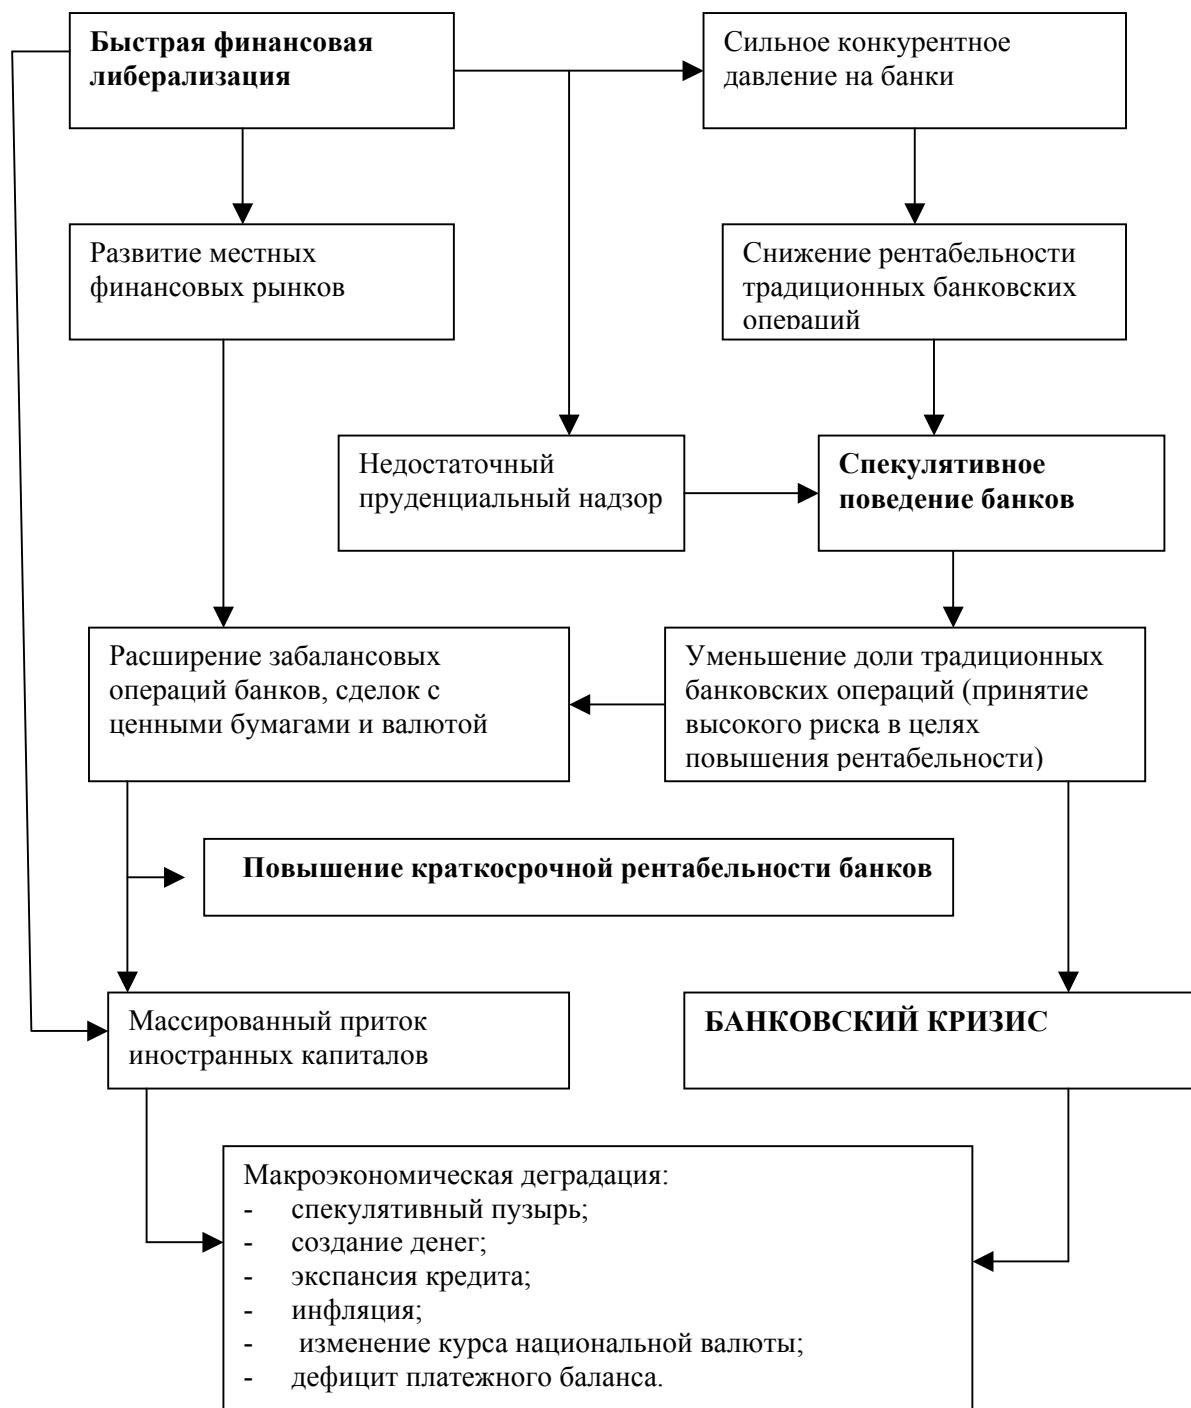 Быстрая финансовая
либерализация
Сильное конкурентное
давление на банки
Развитие местных
финансовых рынков
Снижение рентабельности
традиционных банковских
операций
Недостаточный
пруденциальный надзор
Спекулятивное
поведение банков
Расширение забалансовых
операций банков, сделок с
ценными бумагами и валютой
Уменьшение доли традиционных
банковских операций (принятие
высокого риска в целях
повышения рентабельности)
Повышение краткосрочной рентабельности банков
Массированный приток
иностранных капиталов
БАНКОВСКИЙ КРИЗИС
Макроэкономическая деградация:
- спекулятивный пузырь;
- создание денег;
- экспансия кредита;
- инфляция;
- изменение курса национальной валюты;
- дефицит платежного баланса.